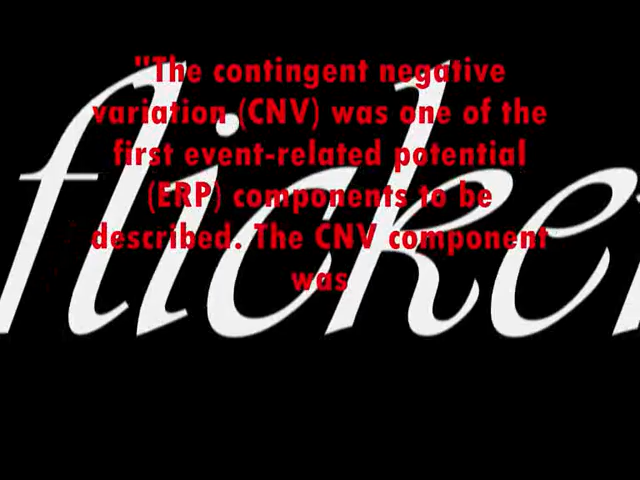 "The contingent negative
variation (CNV) was one of the
first event-related potential
(ERP) components to be
described. The CNV component
was
flicker